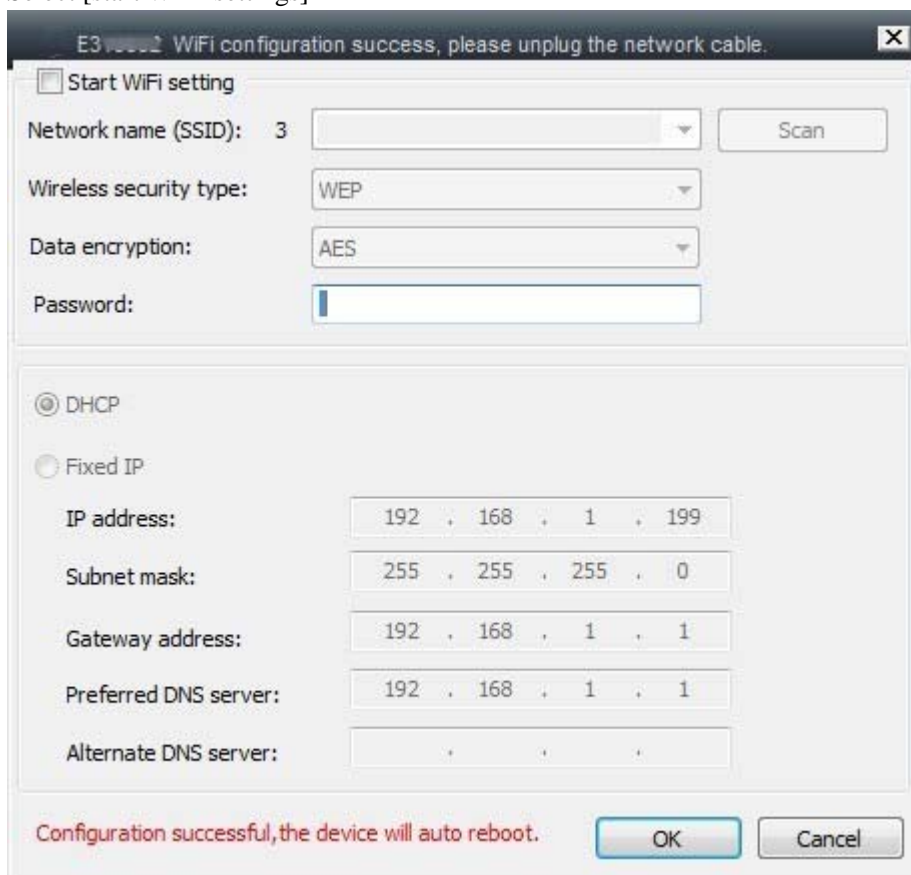 WiFi configuration success, please unplug the network cable.
Start WiFi setting
Network name (SSID): 3 Scan
Wireless security type: WEP
Data encryption: AES
Password:
DHCP
Fixed IP
IP address: 192 . 168 . 1 . 199
Subnet mask: 255 . 255 . 255 . 0
Gateway address: 192 . 168 . 1 . 1
Preferred DNS server: 192 . 168 . 1 . 1
Alternate DNS server: . . .
Configuration successful,the device will auto reboot. OK Cancel